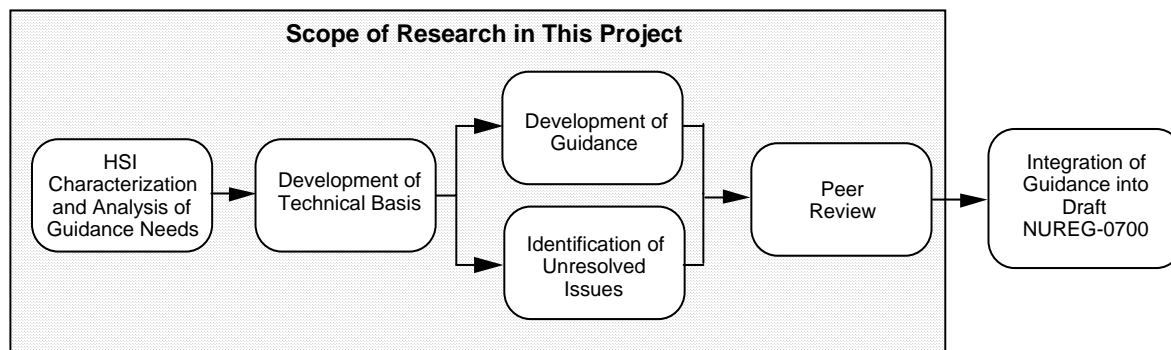 Scope of Research in This Project
HSI
Characterization
and Analysis of
Guidance Needs
Development of
Technical Basis
Development of
Guidance
Identification of
Unresolved
Issues
Peer
Review
Integration of
Guidance into
Draft
NUREG-0700